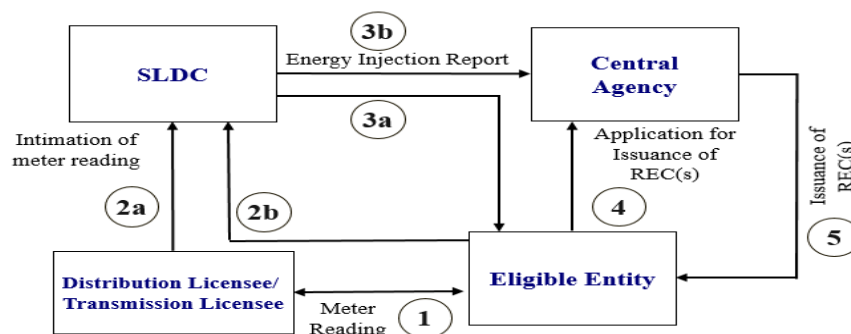 3b
Energy Injection Report
SLDC
Central
Agency
3a
Intimation of
meter reading
Application for
Issuance of
REC(s)
Issuance of
REC(s)
2a
2b
4
5
Distribution Licensee/
Transmission Licensee
Eligible Entity
Meter
Reading
1